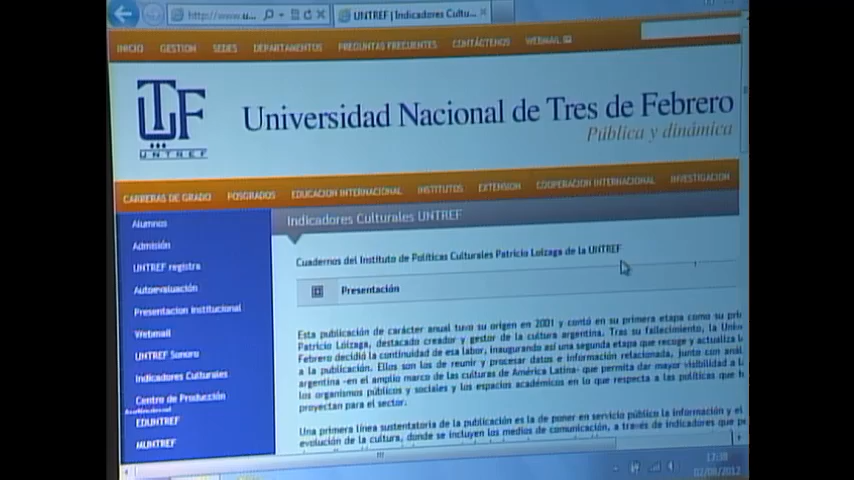 http://www.u...
UNTREF | Indicadores Cultu...
INICIO GESTION SEDES DEPARTAMENTOS PREGUNTAS FRECUENTES CONTÁCTENOS WEBMAIL
UTF
UNTREF
Universidad Nacional de Tres de Febrero
Pública y dinámica
CARRERAS DE GRADO POSGRADOS EDUCACION INTERNACIONAL INSTITUTOS EXTENSION COOPERACION INTERNACIONAL INVESTIGACION
Indicadores Culturales UNTREF
Alumnos
Admisión
UNTREF registra
Autoevaluación
Presentacion Institucional
Webmail
UNTREF Sonoro
Indicadores Culturales
Centro de Producción
EDUNTREF
MUNTREF
Cuadernos del Instituto de Políticas Culturales Patricio Loizaga de la UNTREF
Presentación
Esta publicación de carácter anual tuvo su origen en 2001 y contó en su primera etapa como su
Patricio Loizaga, destacado creador y gestor de la cultura argentina. Tras su fallecimiento, la
Febrero decidió la continuidad de esa labor, inaugurando así una segunda etapa que recoge y actualiza
a la publicación. Ellos son los de reunir y procesar datos e información relacionada, junto con
argentina -en el amplio marco de las culturas de América Latina- que permita dar mayor visibilidad a
los organismos públicos y sociales y los espacios académicos en lo que respecta a las políticas que
proyectan para el sector.
Una primera línea sustentatoria de la publicación es la de poner en servicio público la información y el
evolución de la cultura, donde se incluyen los medios de comunicación, a través de indicadores que
17:38
02/08/2012